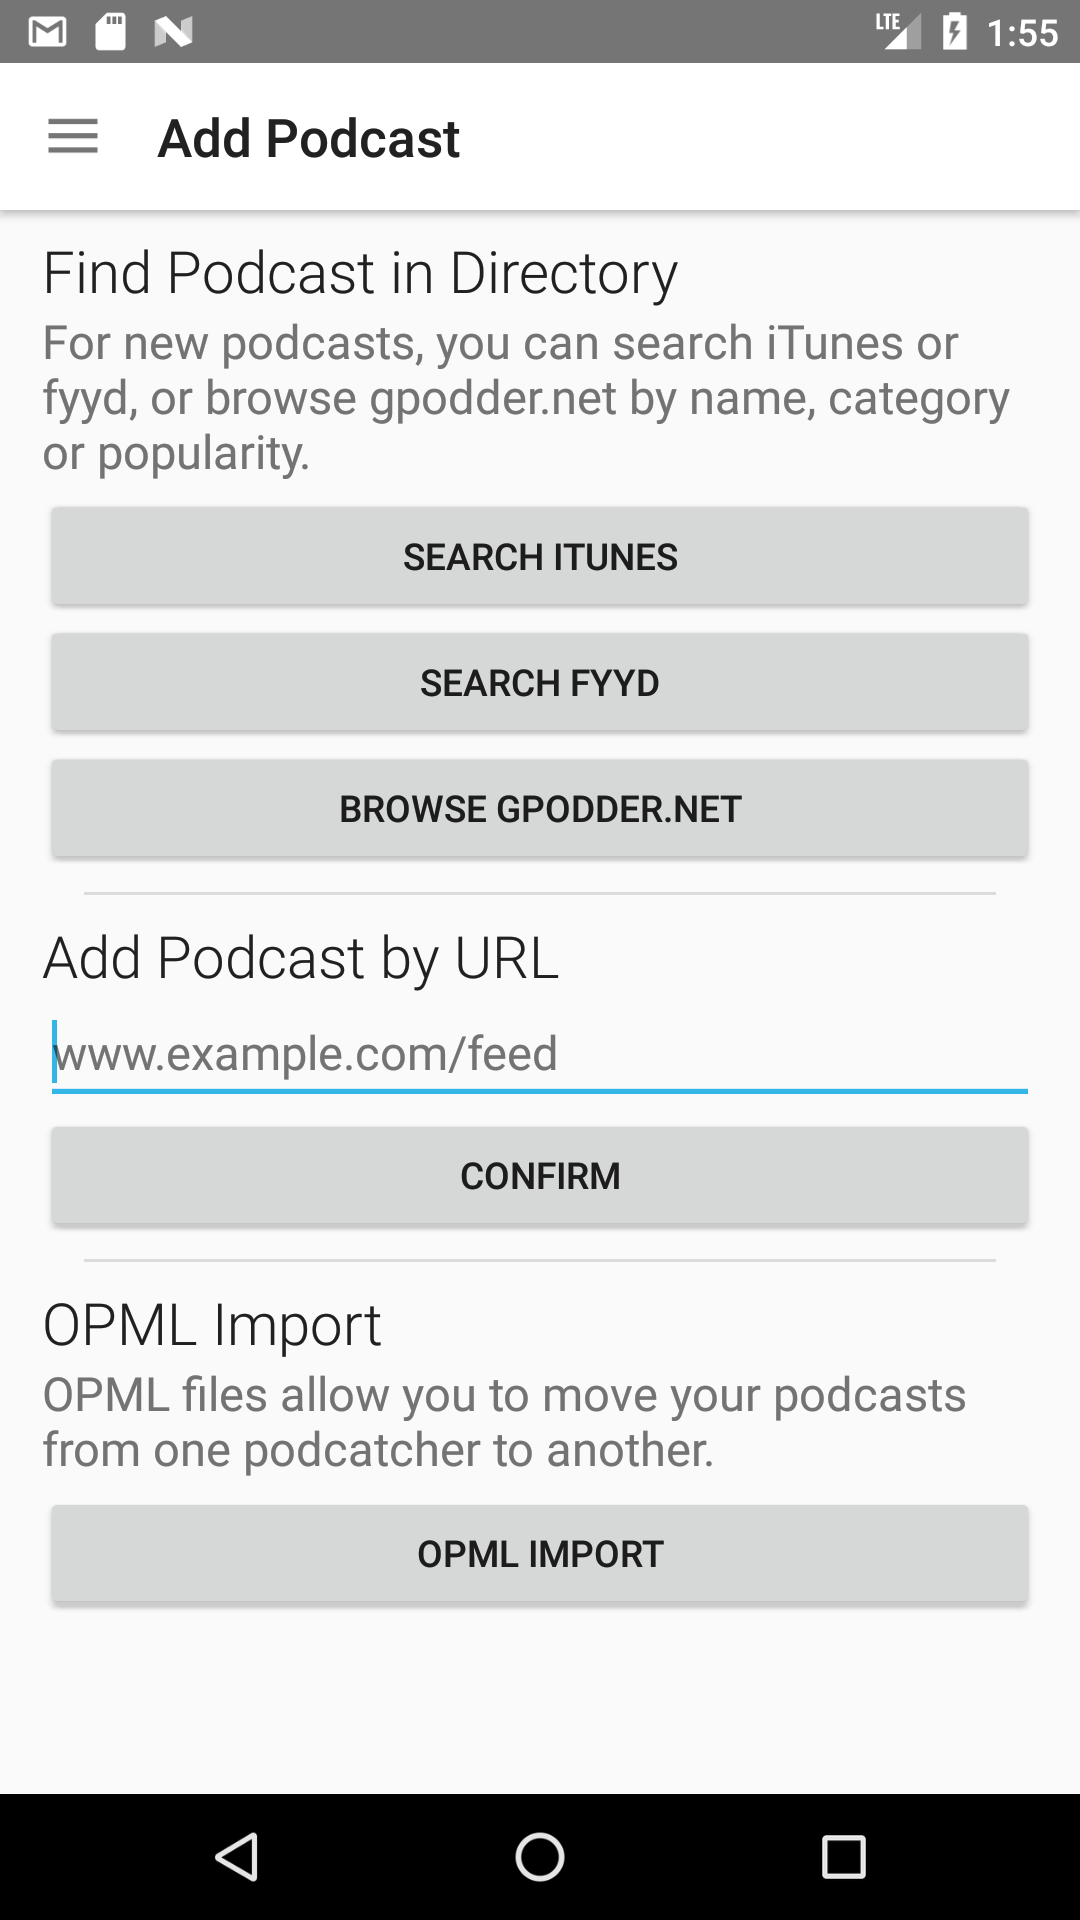 LTE 1:55
Add Podcast
Find Podcast in Directory
For new podcasts, you can search iTunes or
fyyd, or browse gpodder.net by name, category
or popularity.
SEARCH ITUNES
SEARCH FYYD
BROWSE GPODDER.NET
Add Podcast by URL
www.example.com/feed
CONFIRM
OPML Import
OPML files allow you to move your podcasts
from one podcatcher to another.
OPML IMPORT